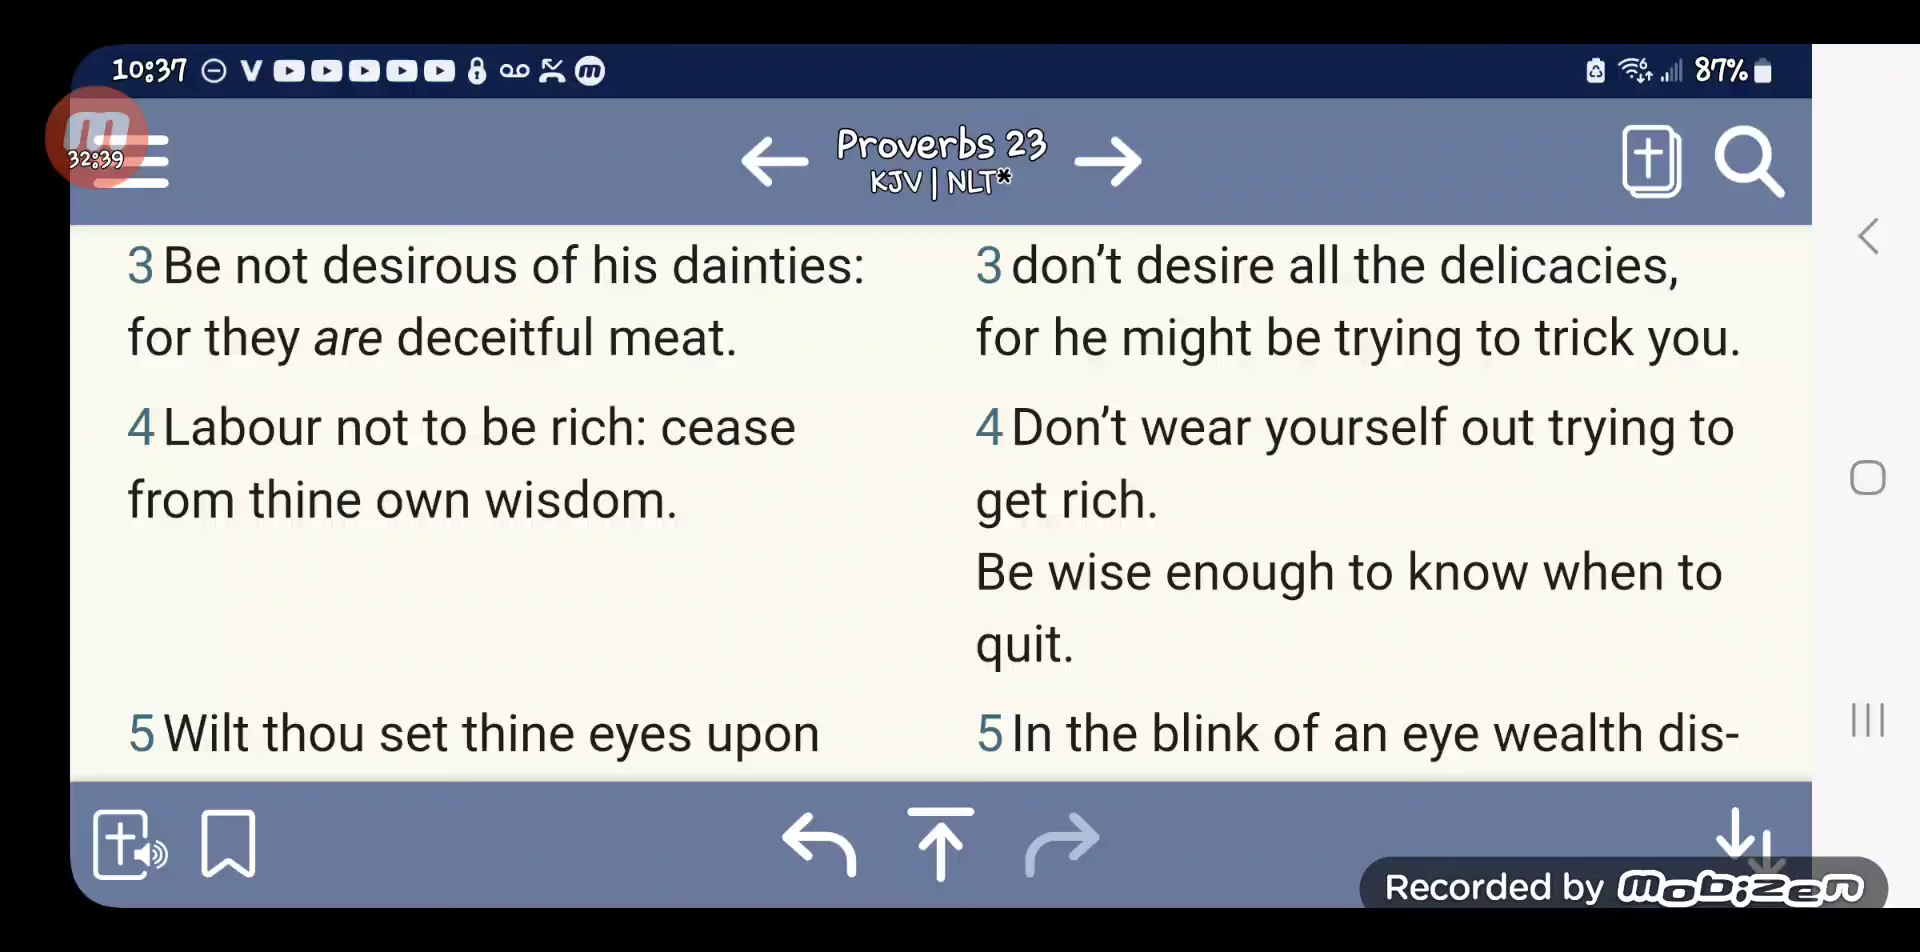 10:37
87%
32:39
Proverbs 23
KJV | NLT*
3 Be not desirous of his dainties:
for they are deceitful meat.
4 Labour not to be rich: cease
from thine own wisdom.
5 Wilt thou set thine eyes upon
3 don't desire all the delicacies,
for he might be trying to trick you.
4 Don't wear yourself out trying to
get rich.
Be wise enough to know when to
quit.
5 In the blink of an eye wealth dis-
Recorded by mobizen